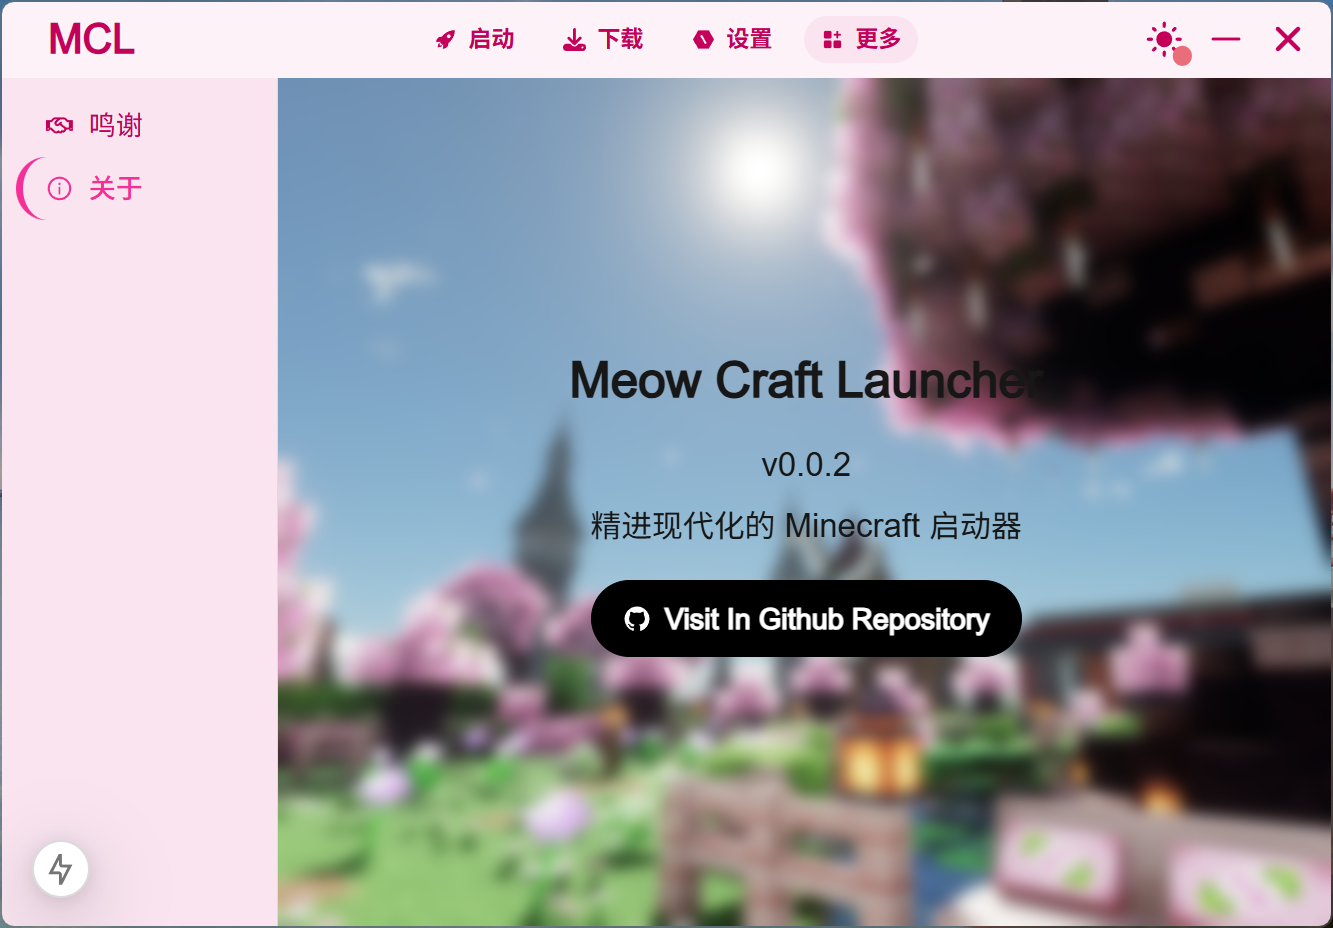 MCL
启动
下载
设置
更多
鸣谢
关于
Meow Craft Launcher
v0.0.2
精进现代化的 Minecraft 启动器
Visit In Github Repository